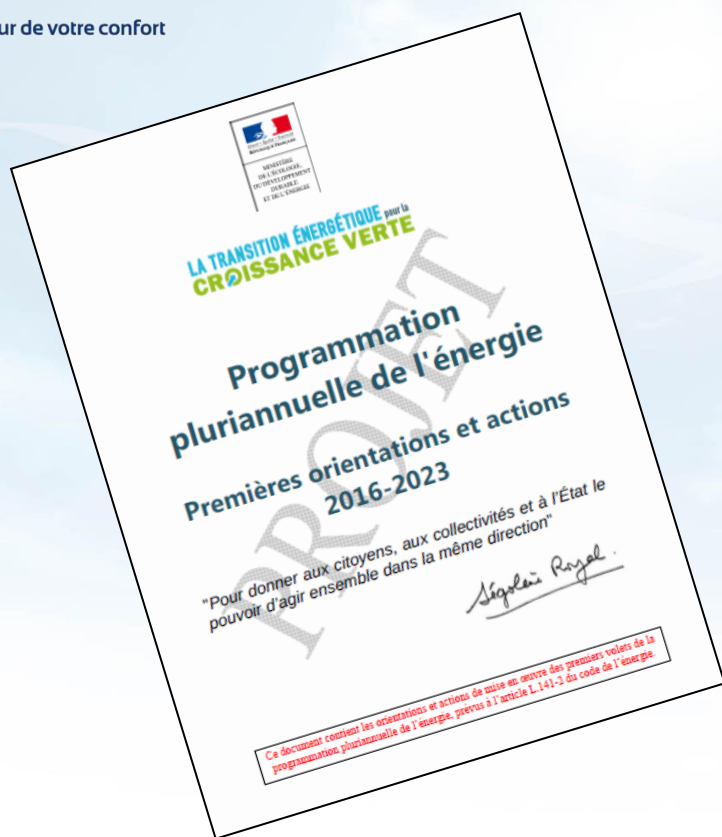 ur de votre confort
RÉPUBLIQUE FRANÇAISE
MINISTÈRE
DE L'ÉCOLOGIE,
DU DÉVELOPPEMENT
DURABLE
ET DE L'ÉNERGIE
LA TRANSITION ÉNERGÉTIQUE pour la
CROISSANCE VERTE
PROJET
Programmation
pluriannuelle de l'énergie
Premières orientations et actions
2016-2023
"Pour donner aux citoyens, aux collectivités et à l'État le
pouvoir d'agir ensemble dans la même direction"
Ségolène Royal.
Ce document contient les orientations et actions de mise en œuvre des premiers volets de la
programmation pluriannuelle de l'énergie, prévus à l'article L.141-2 du code de l'énergie.